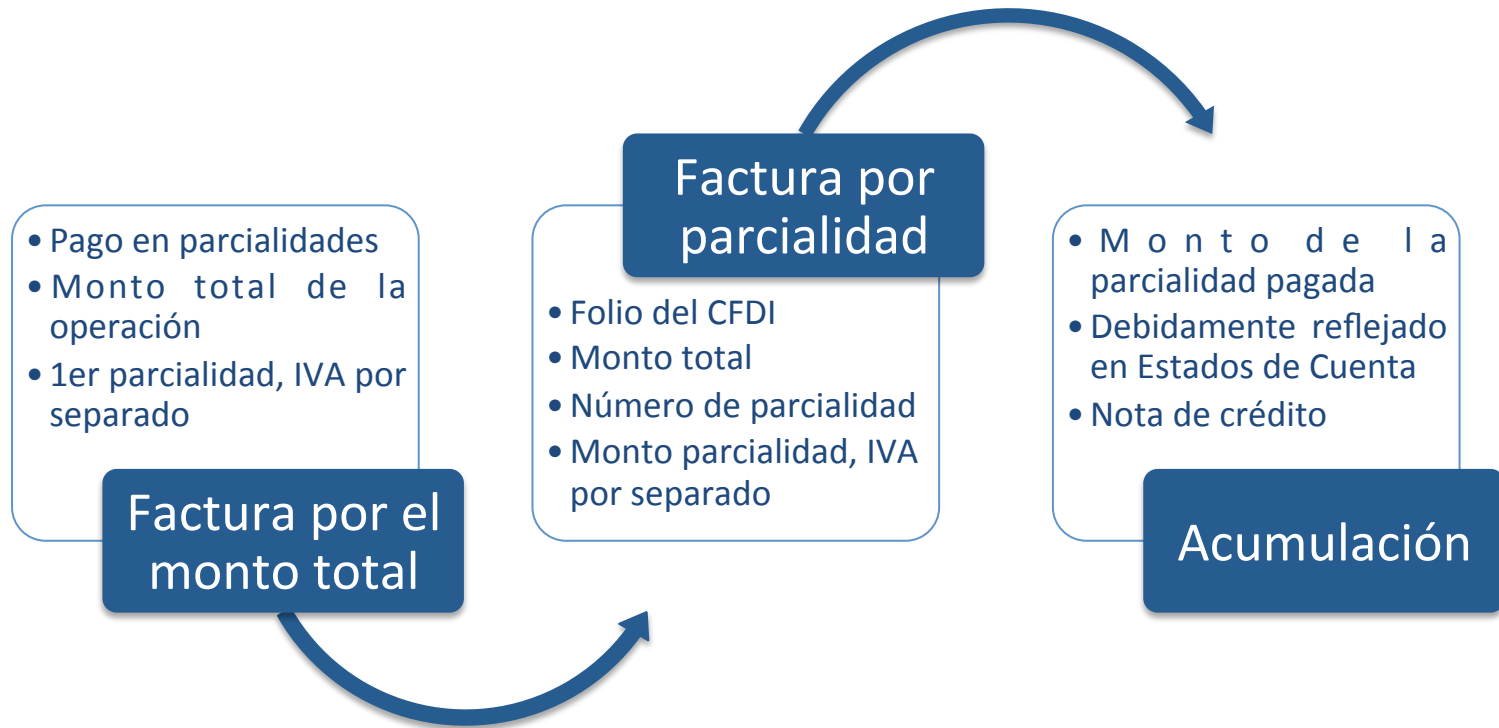 • Pago en parcialidades
• Monto total de la
operación
• 1er parcialidad, IVA por
separado
Factura por el
monto total
Factura por
parcialidad
• Folio del CFDI
• Monto total
• Número de parcialidad
• Monto parcialidad, IVA
por separado
• Monto de la
parcialidad pagada
• Debidamente reflejado
en Estados de Cuenta
• Nota de crédito
Acumulación